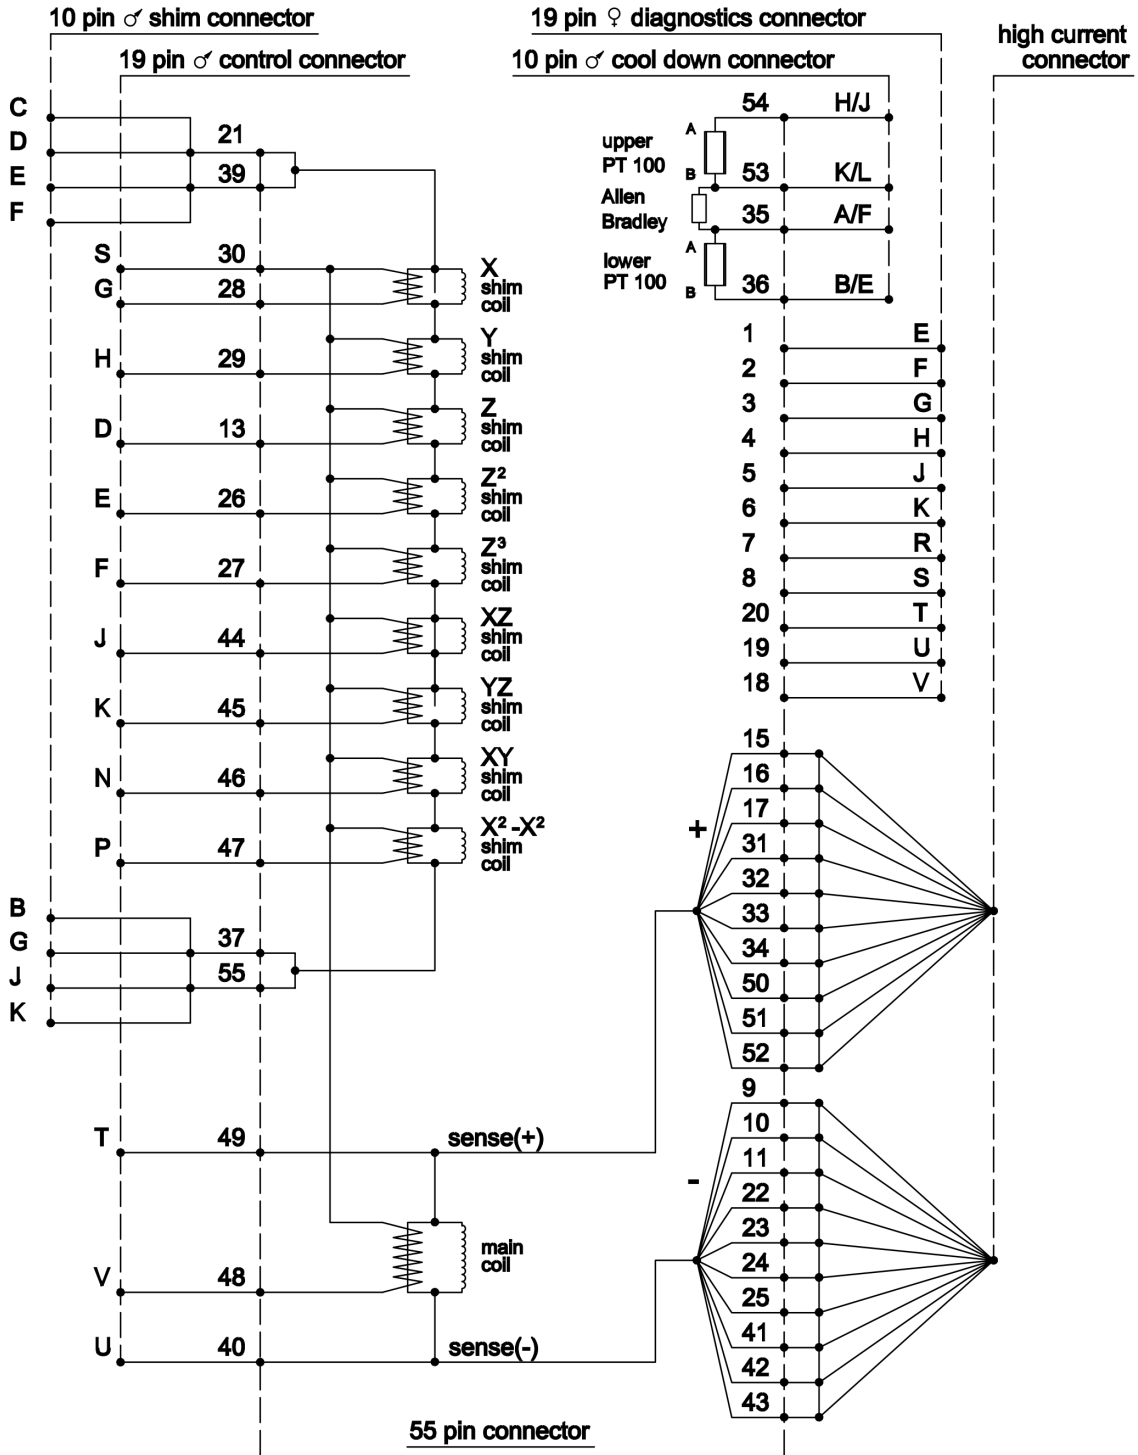 10 pin ♂ shim connector
19 pin ♂ control connector
19 pin ♀ diagnostics connector
10 pin ♂ cool down connector
high current
connector
C
D 21
E 39
F
S 30
G 28
X
shim
coil
H 29
Y
shim
coil
D 13
Z
shim
coil
E 26
Z²
shim
coil
F 27
Z³
shim
coil
J 44
XZ
shim
coil
K 45
YZ
shim
coil
N 46
XY
shim
coil
P 47
X² -X²
shim
coil
B
G 37
J 55
K
T 49 sense(+)
main
coil
V 48
U 40 sense(-)
54 H/J
A
upper
PT 100
B
53 K/L
Allen
Bradley
35 A/F
A
lower
PT 100
B
36 B/E
1 E
2 F
3 G
4 H
5 J
6 K
7 R
8 S
20 T
19 U
18 V
+
15
16
17
31
32
33
34
50
51
52
-
9
10
11
22
23
24
25
41
42
43
55 pin connector